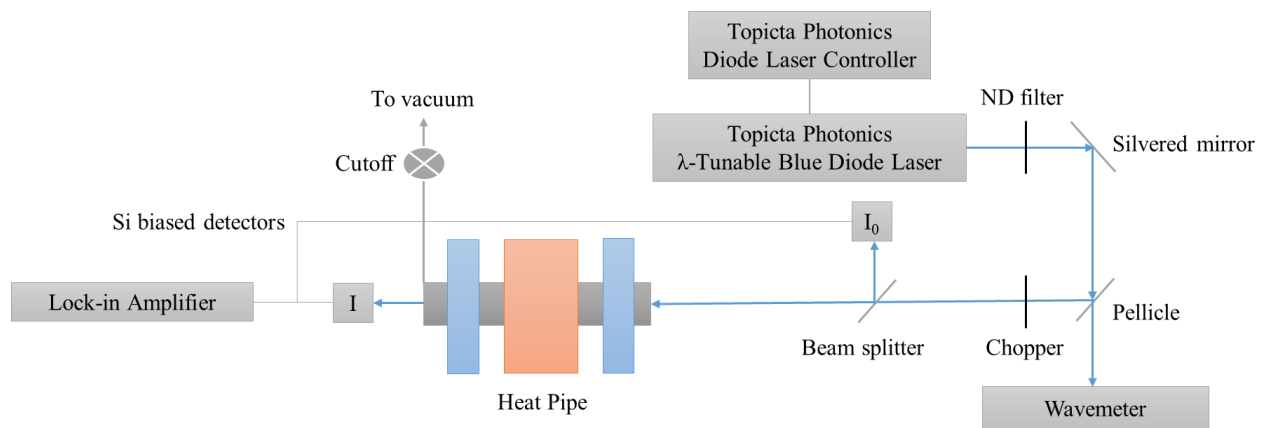 Topicta Photonics
Diode Laser Controller
To vacuum
ND filter
Topicta Photonics
λ-Tunable Blue Diode Laser
Silvered mirror
Cutoff
Si biased detectors
I₀
Lock-in Amplifier
I
Pellicle
Beam splitter
Chopper
Heat Pipe
Wavemeter